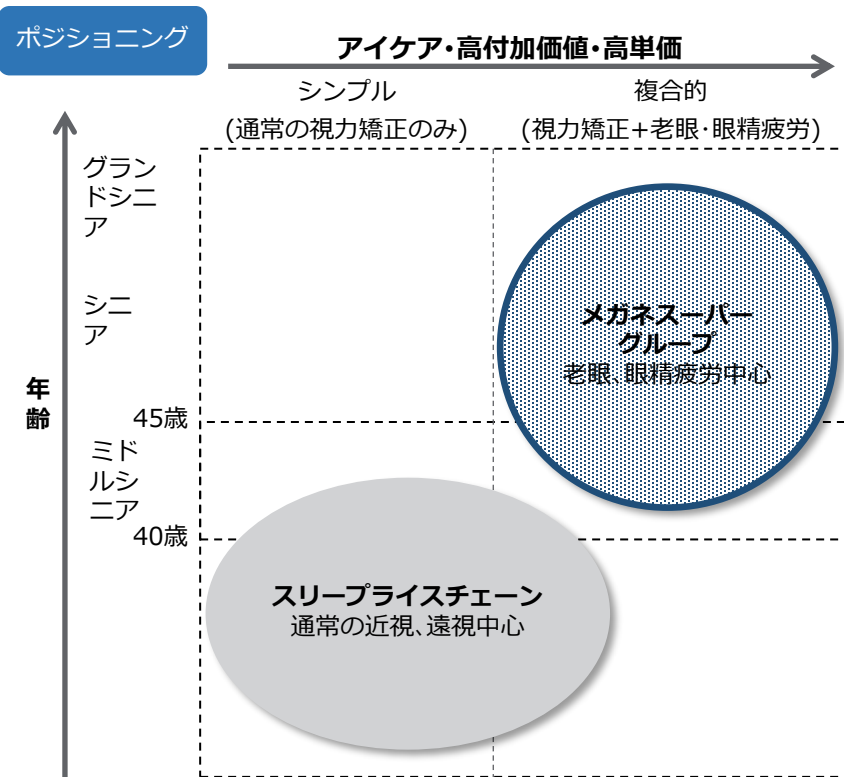 ポジショニング
アイケア・高付加価値・高単価
シンプル
(通常の視力矯正のみ)
複合的
(視力矯正+老眼・眼精疲労)
グラン
ドシニ
ア
シニ
ア
年
齢
45歳
ミド
ルシ
ニア
40歳
メガネスーパー
グループ
老眼、眼精疲労中心
スリープライスチェーン
通常の近視、遠視中心